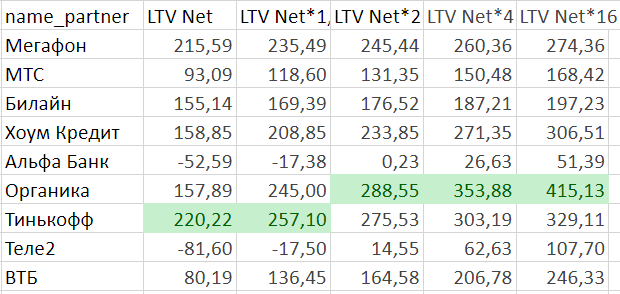 name_partner LTV Net LTV Net*1, LTV Net*2 LTV Net*4 LTV Net*16
Мегафон 215,59 235,49 245,44 260,36 274,36
МТС 93,09 118,60 131,35 150,48 168,42
Билайн 155,14 169,39 176,52 187,21 197,23
Хоум Кредит 158,85 208,85 233,85 271,35 306,51
Альфа Банк -52,59 -17,38 0,23 26,63 51,39
Органика 157,89 245,00 288,55 353,88 415,13
Тинькофф 220,22 257,10 275,53 303,19 329,11
Теле2 -81,60 -17,50 14,55 62,63 107,70
ВТБ 80,19 136,45 164,58 206,78 246,33